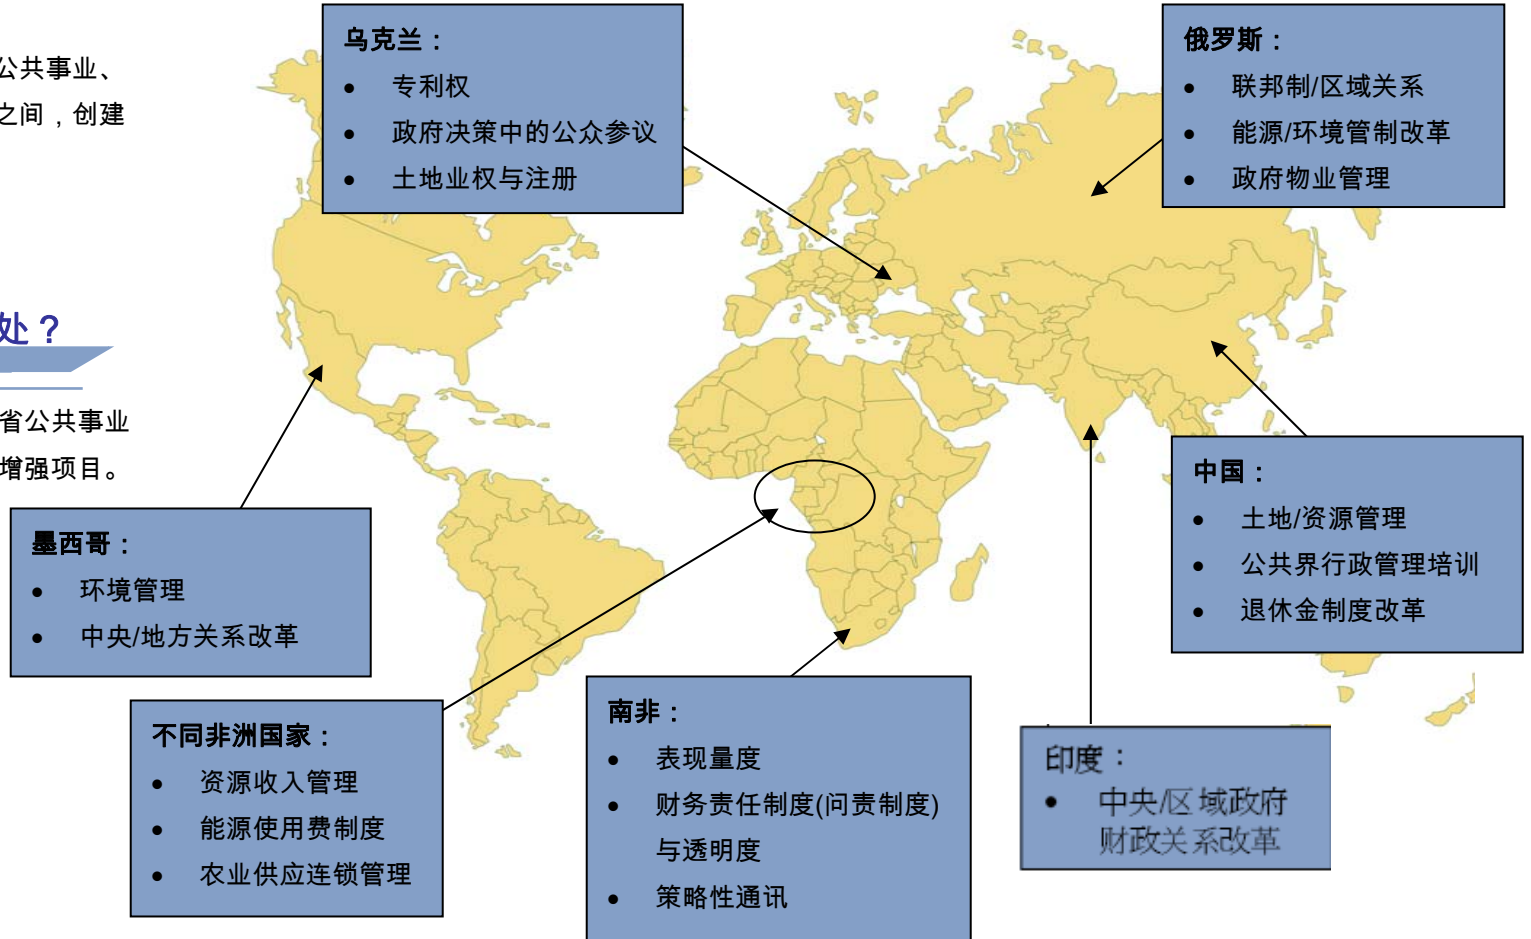 公共事业、
之间，创建
处？
省公共事业
增强项目。
乌克兰：
• 专利权
• 政府决策中的公众参议
• 土地业权与注册
俄罗斯：
• 联邦制/区域关系
• 能源/环境管制改革
• 政府物业管理
墨西哥：
• 环境管理
• 中央/地方关系改革
中国：
• 土地/资源管理
• 公共界行政管理培训
• 退休金制度改革
不同非洲国家：
• 资源收入管理
• 能源使用费制度
• 农业供应连锁管理
南非：
• 表现量度
• 财务责任制度(问责制度)
与透明度
• 策略性通讯
印度：
• 中央/区域政府
财政关系改革